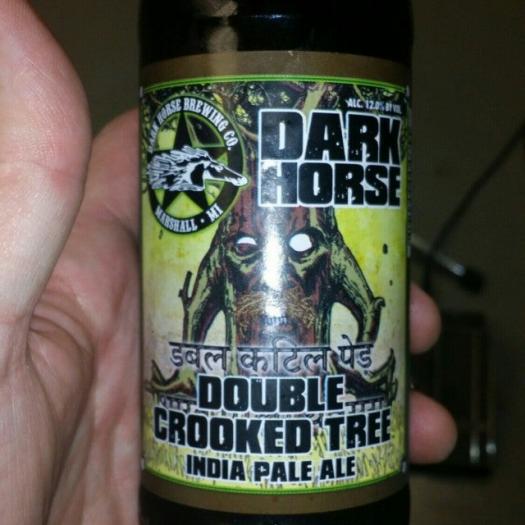 ALC. 12.0% BY VOL.
DARK HORSE BREWING CO.
MARSHALL · MI
DARK
HORSE
डबल कटिल पेड
DOUBLE
CROOKED TREE
INDIA PALE ALE